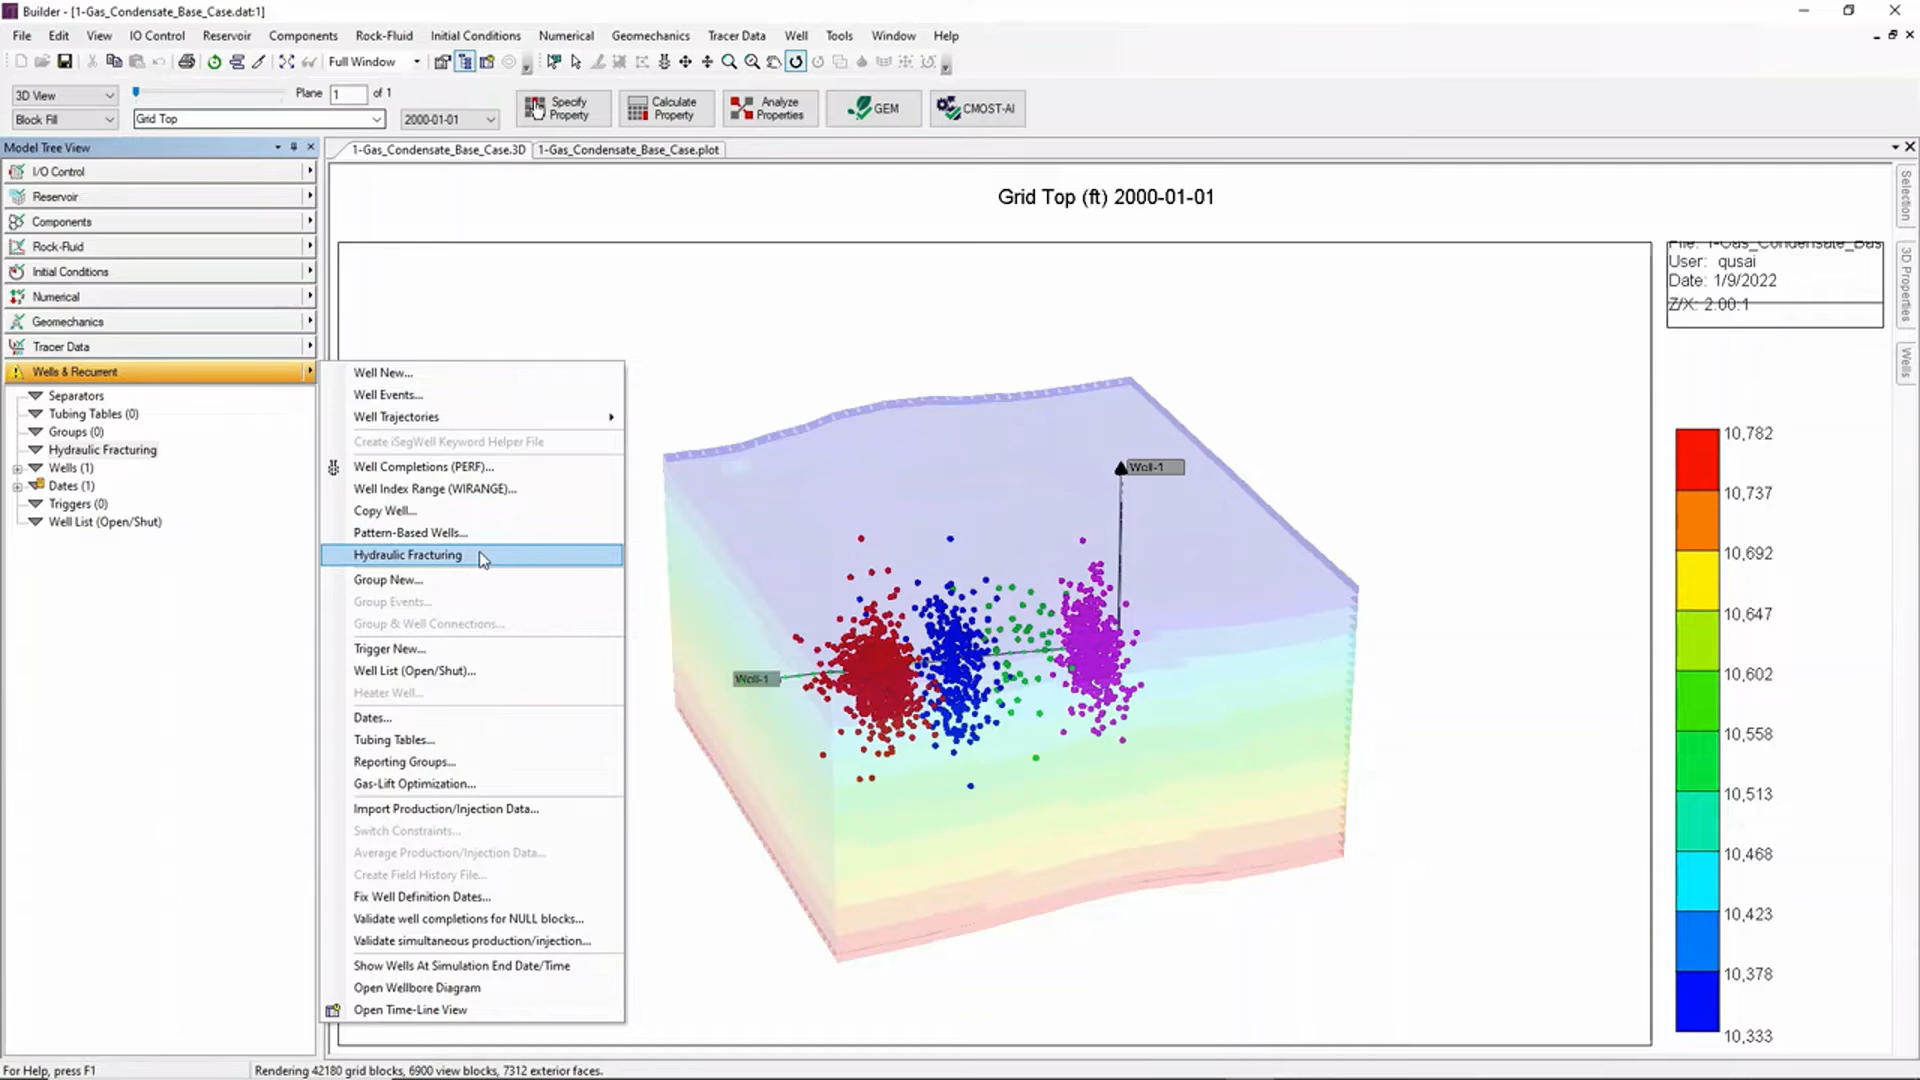 Builder - [1-Gas_Condensate_Base_Case.dat:1]
File Edit View IO Control Reservoir Components Rock-Fluid Initial Conditions Numerical Geomechanics Tracer Data Well Tools Window Help
Full Window
3D View
Plane 1 of 1
Block Fill
Grid Top
2000-01-01
Specify Property
Calculate Property
Analyze Properties
GEM
CMOST-AI
Model Tree View
1-Gas_Condensate_Base_Case.3D
1-Gas_Condensate_Base_Case.plot
I/O Control
Reservoir
Components
Rock-Fluid
Initial Conditions
Numerical
Geomechanics
Tracer Data
Wells & Recurrent
Separators
Tubing Tables (0)
Groups (0)
Hydraulic Fracturing
Wells (1)
Dates (1)
Triggers (0)
Well List (Open/Shut)
Well New...
Well Events...
Well Trajectories
Create iSegWell Keyword Helper File
Well Completions (PERF)...
Well Index Range (WIRANGE)...
Copy Well...
Pattern-Based Wells...
Hydraulic Fracturing
Group New...
Group Events...
Group & Well Connections...
Trigger New...
Well List (Open/Shut)...
Heater Well...
Dates...
Tubing Tables...
Reporting Groups...
Gas-Lift Optimization...
Import Production/Injection Data...
Switch Constraints...
Average Production/Injection Data...
Create Field History File...
Fix Well Definition Dates...
Validate well completions for NULL blocks...
Validate simultaneous production/injection...
Show Wells At Simulation End Date/Time
Open Wellbore Diagram
Open Time-Line View
Grid Top (ft) 2000-01-01
File: 1-Gas_Condensate_Bas
User: qusai
Date: 1/9/2022
Z/X: 2.00:1
Well-1
Well-1
10,782
10,737
10,692
10,647
10,602
10,558
10,513
10,468
10,423
10,378
10,333
Selection
3D Properties
Wells
For Help, press F1
Rendering 42180 grid blocks, 6900 view blocks, 7312 exterior faces.